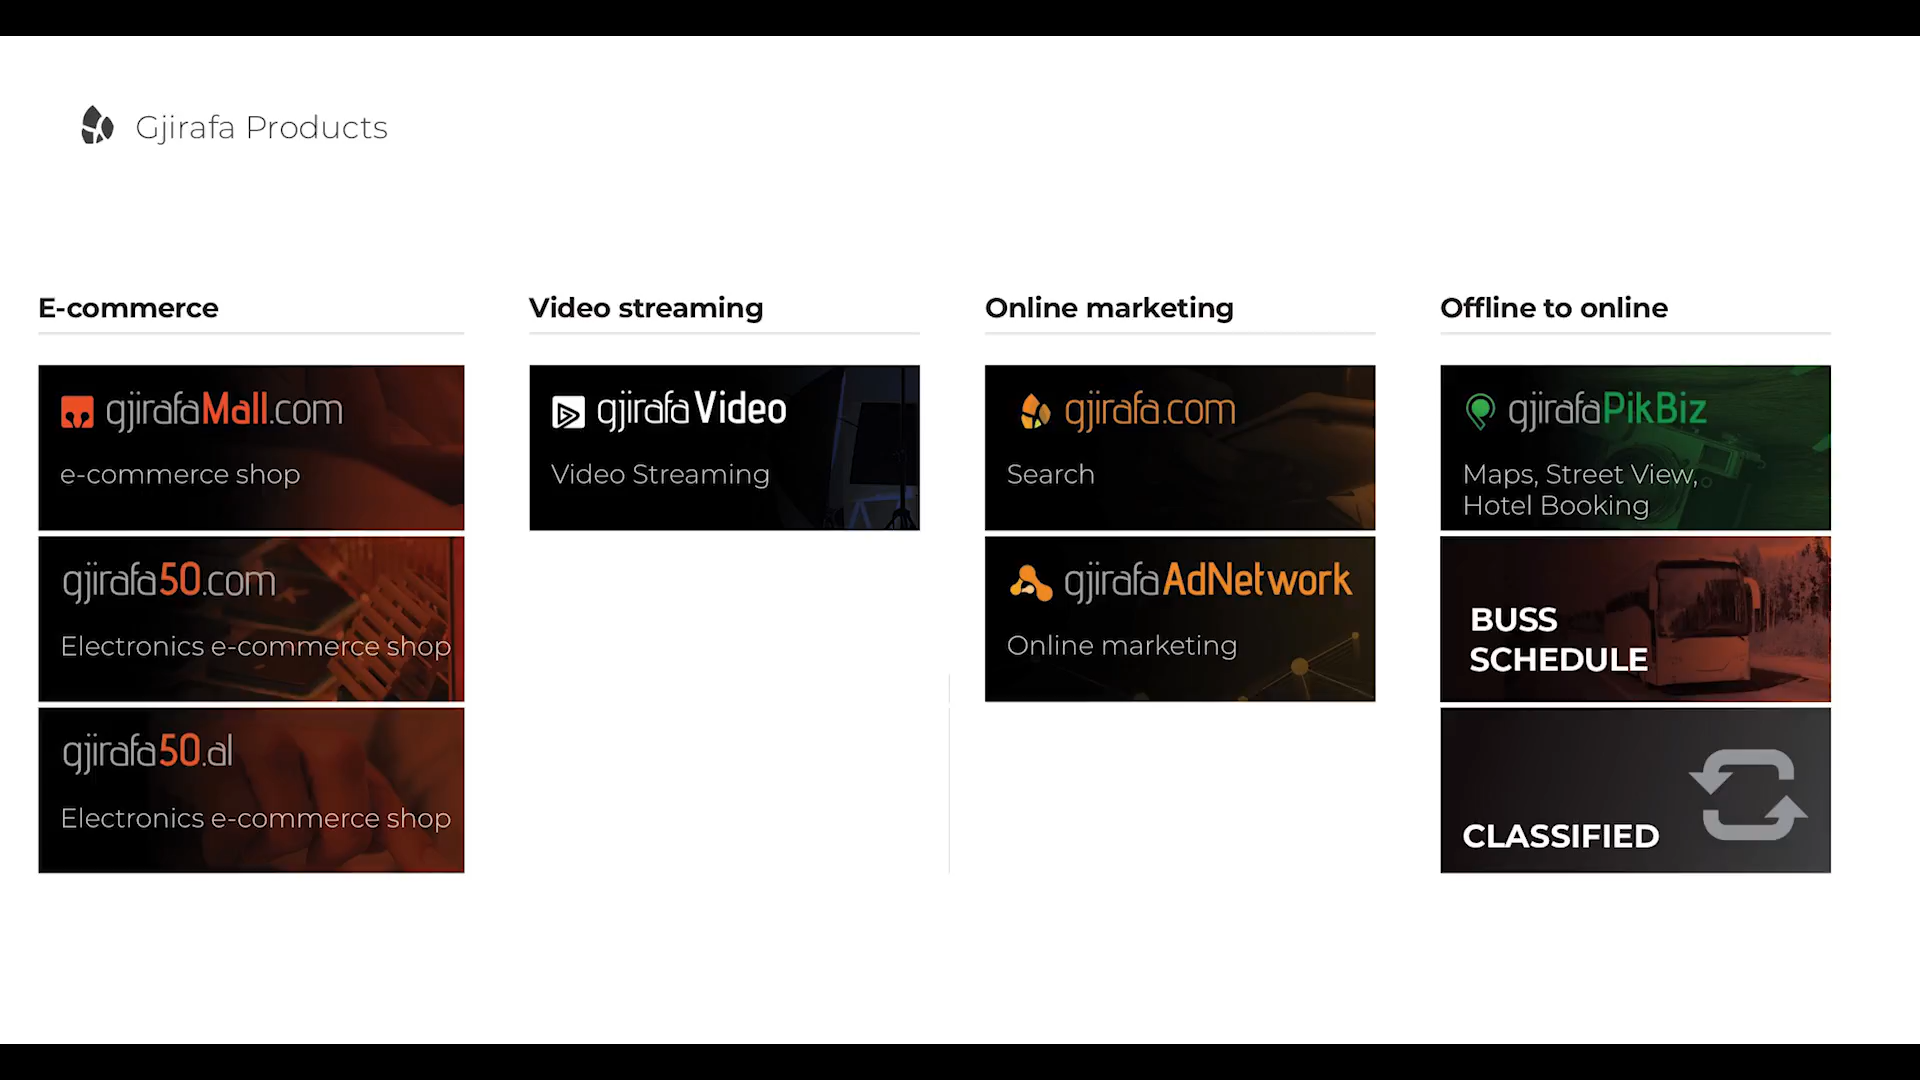 Gjirafa Products
E-commerce
gjirafaMall.com
e-commerce shop
gjirafa50.com
Electronics e-commerce shop
gjirafa50.al
Electronics e-commerce shop
Video streaming
gjirafaVideo
Video Streaming
Online marketing
gjirafa.com
Search
gjirafaAdNetwork
Online marketing
Offline to online
gjirafaPikBiz
Maps, Street View,
Hotel Booking
BUSS
SCHEDULE
CLASSIFIED